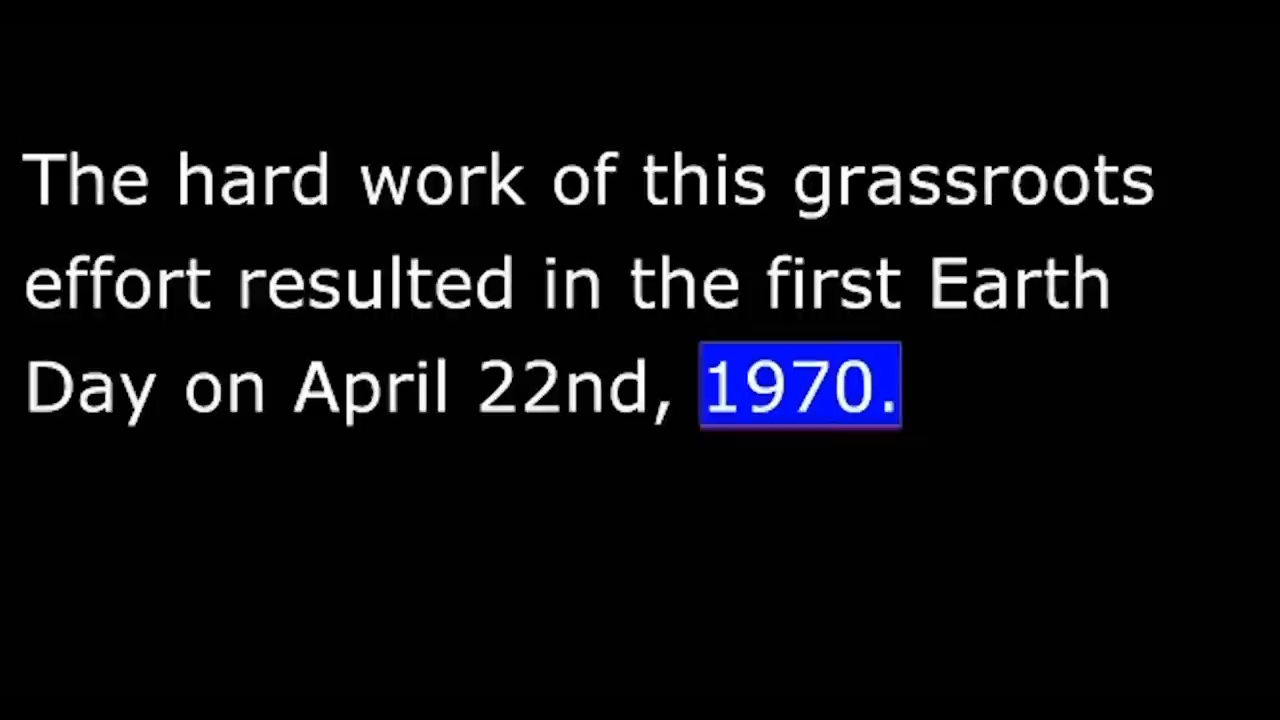 The hard work of this grassroots
effort resulted in the first Earth
Day on April 22nd, 1970.